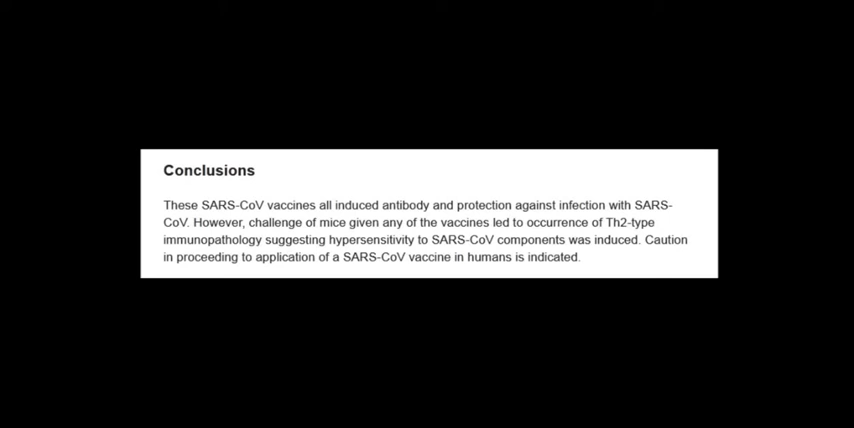 Conclusions
These SARS-CoV vaccines all induced antibody and protection against infection with SARS-
CoV. However, challenge of mice given any of the vaccines led to occurrence of Th2-type
immunopathology suggesting hypersensitivity to SARS-CoV components was induced. Caution
in proceeding to application of a SARS-CoV vaccine in humans is indicated.